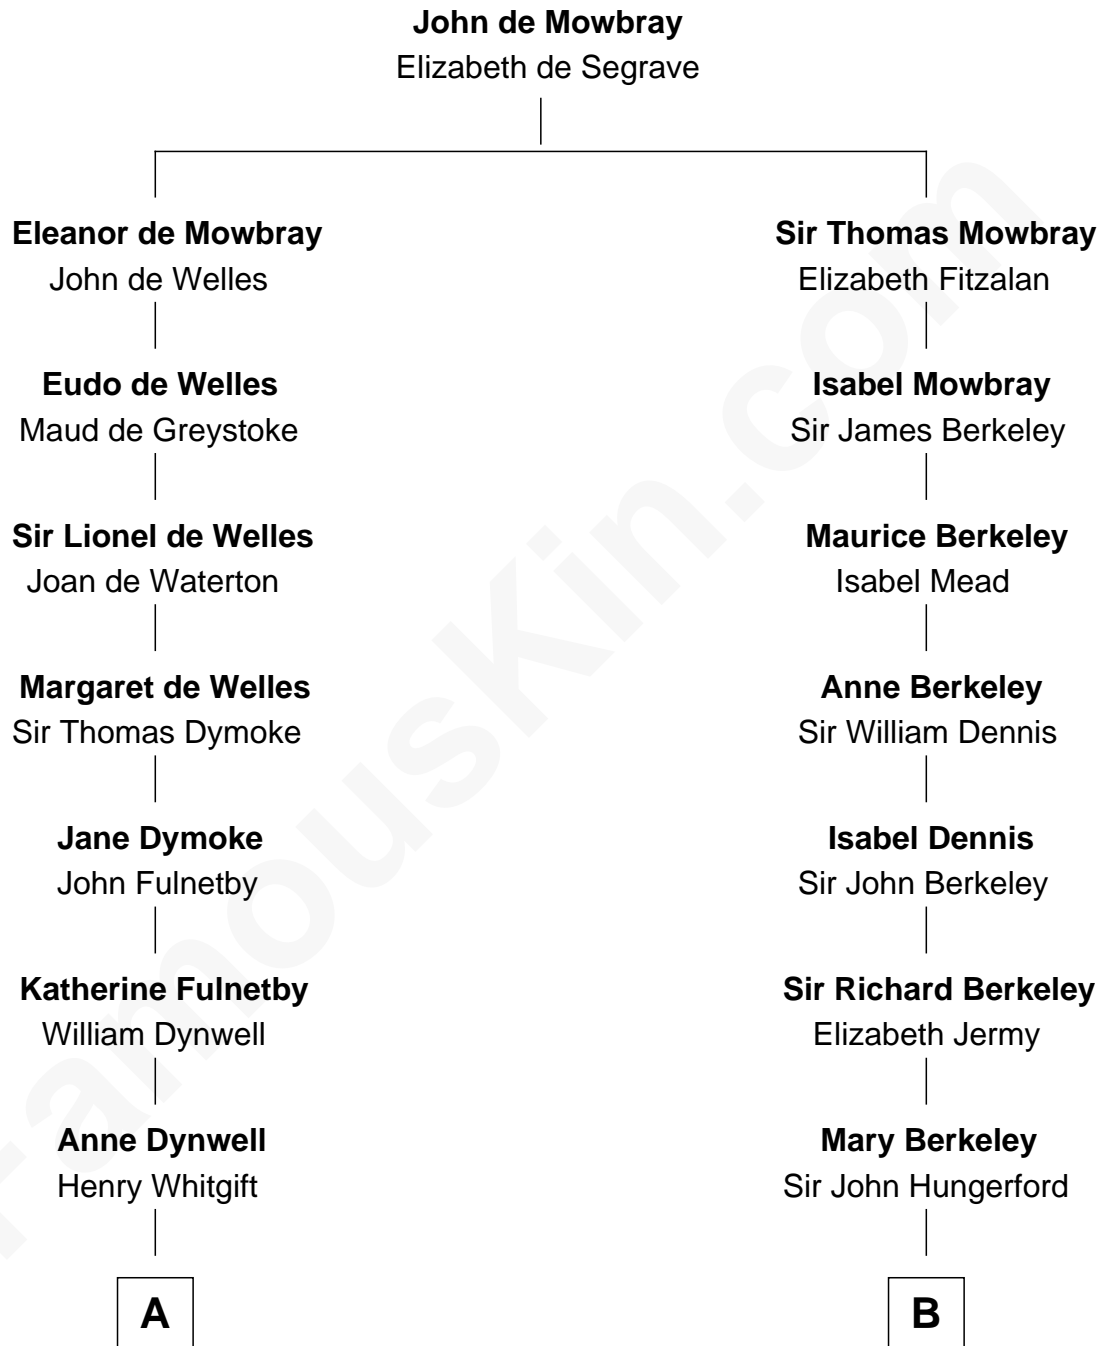 John de Mowbray
Elizabeth de Segrave
Eleanor de Mowbray
John de Welles
Sir Thomas Mowbray
Elizabeth Fitzalan
Eudo de Welles
Maud de Greystoke
Isabel Mowbray
Sir James Berkeley
Sir Lionel de Welles
Joan de Waterton
Maurice Berkeley
Isabel Mead
Margaret de Welles
Sir Thomas Dymoke
Anne Berkeley
Sir William Dennis
Jane Dymoke
John Fulnetby
Isabel Dennis
Sir John Berkeley
Katherine Fulnetby
William Dynwell
Sir Richard Berkeley
Elizabeth Jermy
Anne Dynwell
Henry Whitgift
Mary Berkeley
Sir John Hungerford
A
B
FamousKin.com